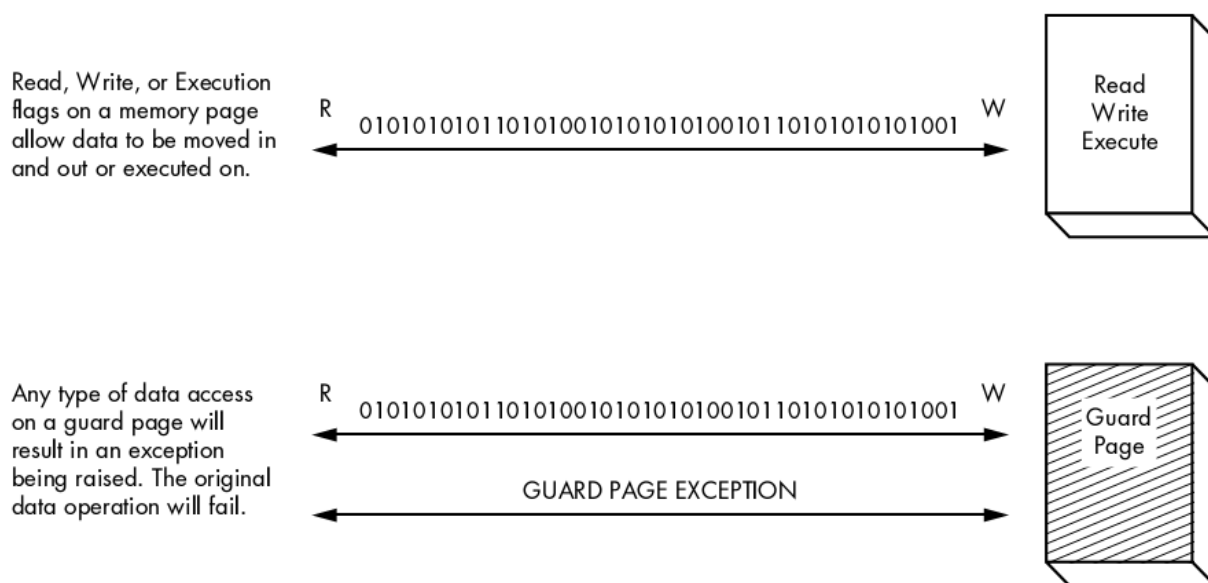 Read, Write, or Execution
flags on a memory page
allow data to be moved in
and out or executed on.
R
W
01010101011010100101010101001011010101010101001
Read
Write
Execute
Any type of data access
on a guard page will
result in an exception
being raised. The original
data operation will fail.
R
W
01010101011010100101010101001011010101010101001
GUARD PAGE EXCEPTION
Guard
Page